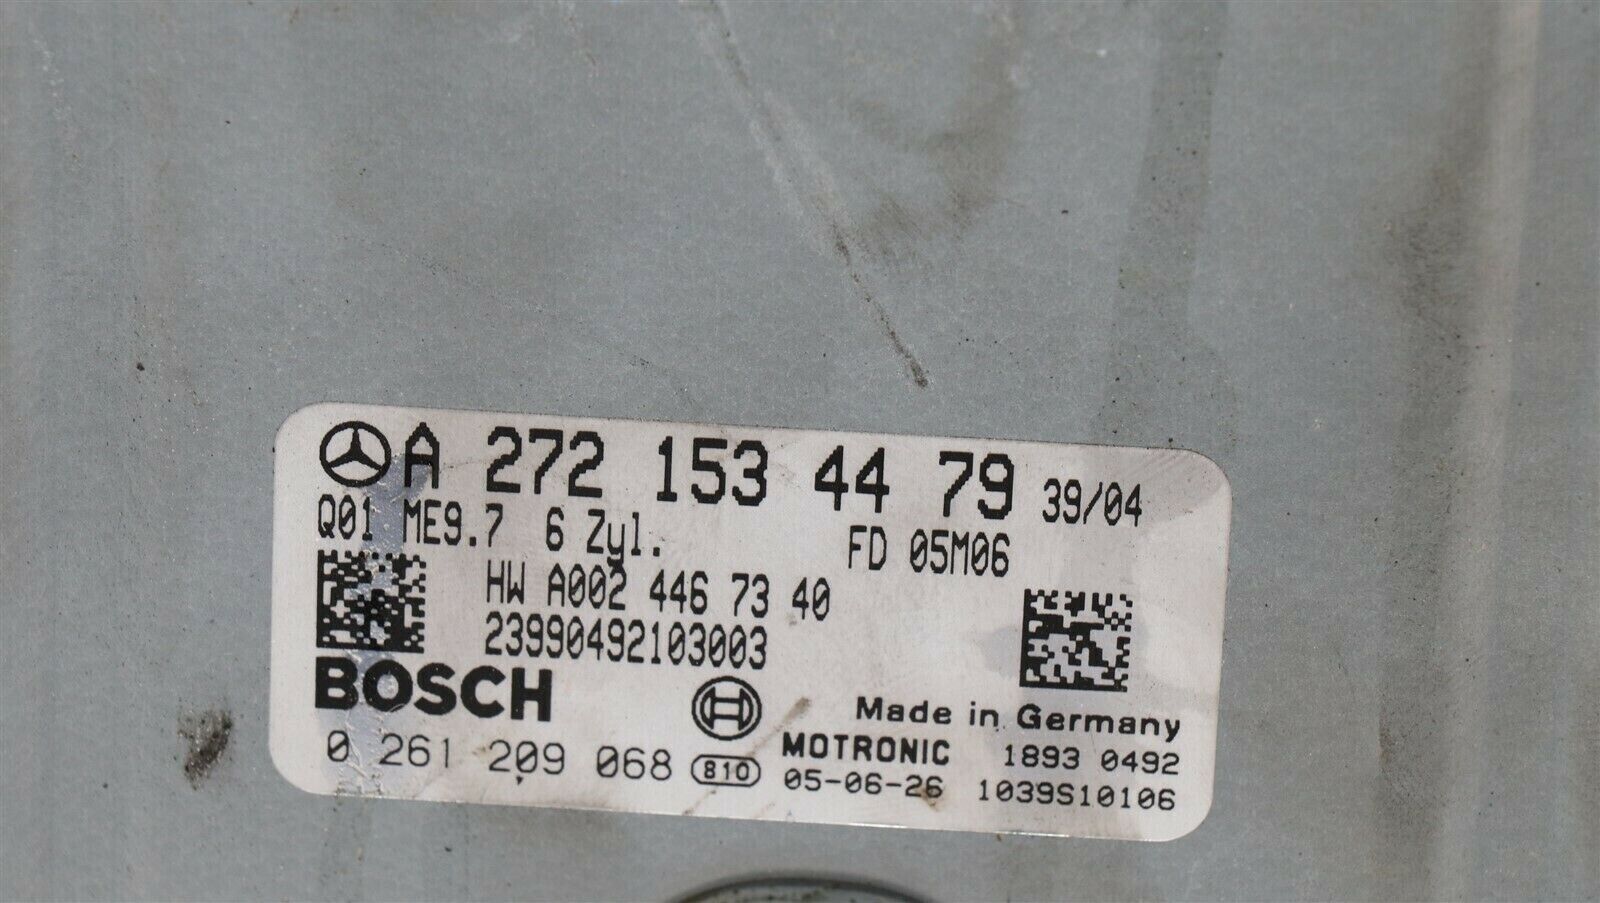 A 272 153 44 79 39/04
Q01 ME9.7 6 Zyl. FD 05M06
HW A002 446 73 40
23990492103003
BOSCH
Made in Germany
0 261 209 068 810 MOTRONIC 1893 0492
05-06-26 1039S10106